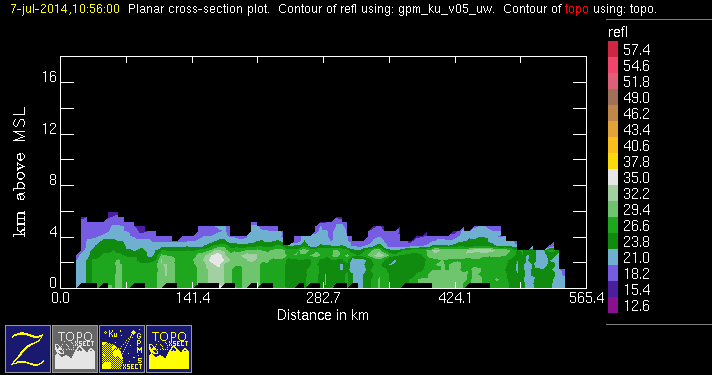 7-jul-2014,10:56:00 Planar cross-section plot. Contour of refl using: gpm_ku_v05_uw. Contour of topo using: topo.
refl
57.4
54.6
51.8
49.0
46.2
43.4
40.6
37.8
35.0
32.2
29.4
26.6
23.8
21.0
18.2
15.4
12.6
km above MSL
16
12
8
4
0
0.0 141.4 282.7 424.1 565.4
Distance in km
Z
TOPO
XSECT
"Ku"
GPM
XSECT
TOPO
XSECT